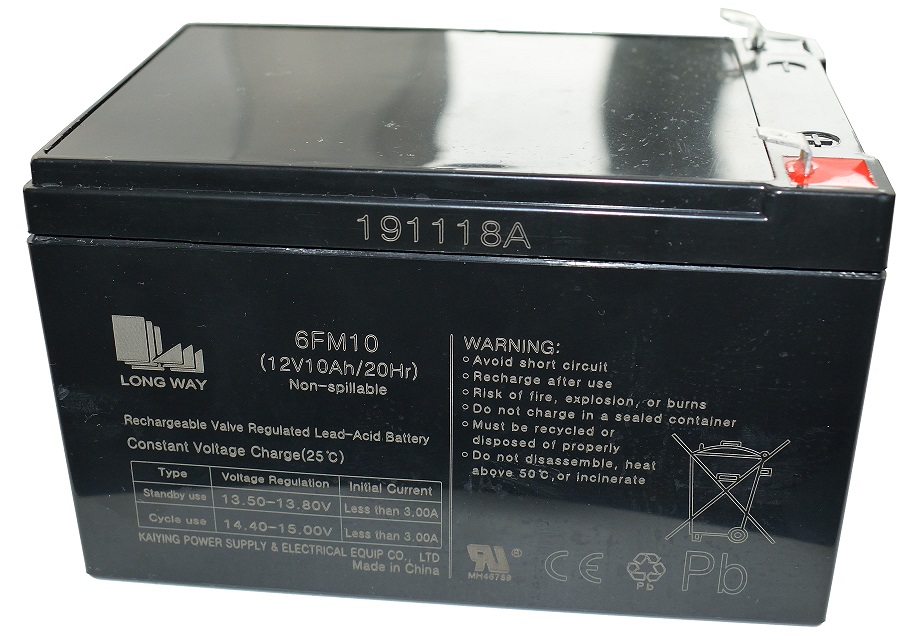 191118A
LONG WAY
6FM10
(12V10Ah/20Hr)
Non-spillable
Rechargeable Valve Regulated Lead-Acid Battery
Constant Voltage Charge(25℃)
Type Voltage Regulation Initial Current
Standby use 13.50-13.80V Less than 3,00A
Cycle use 14.40-15.00V Less than 3.00A
KAIYING POWER SUPPLY & ELECTRICAL EQUIP CO., LTD
Made in China
WARNING:
Avoid short circuit
Recharge after use
Risk of fire, explosion, or burns
Do not charge in a sealed container
Must be recycled or
disposed of properly
Do not disassemble, heat
above 50℃,or incinerate
MH46789
CE
Pb
Pb